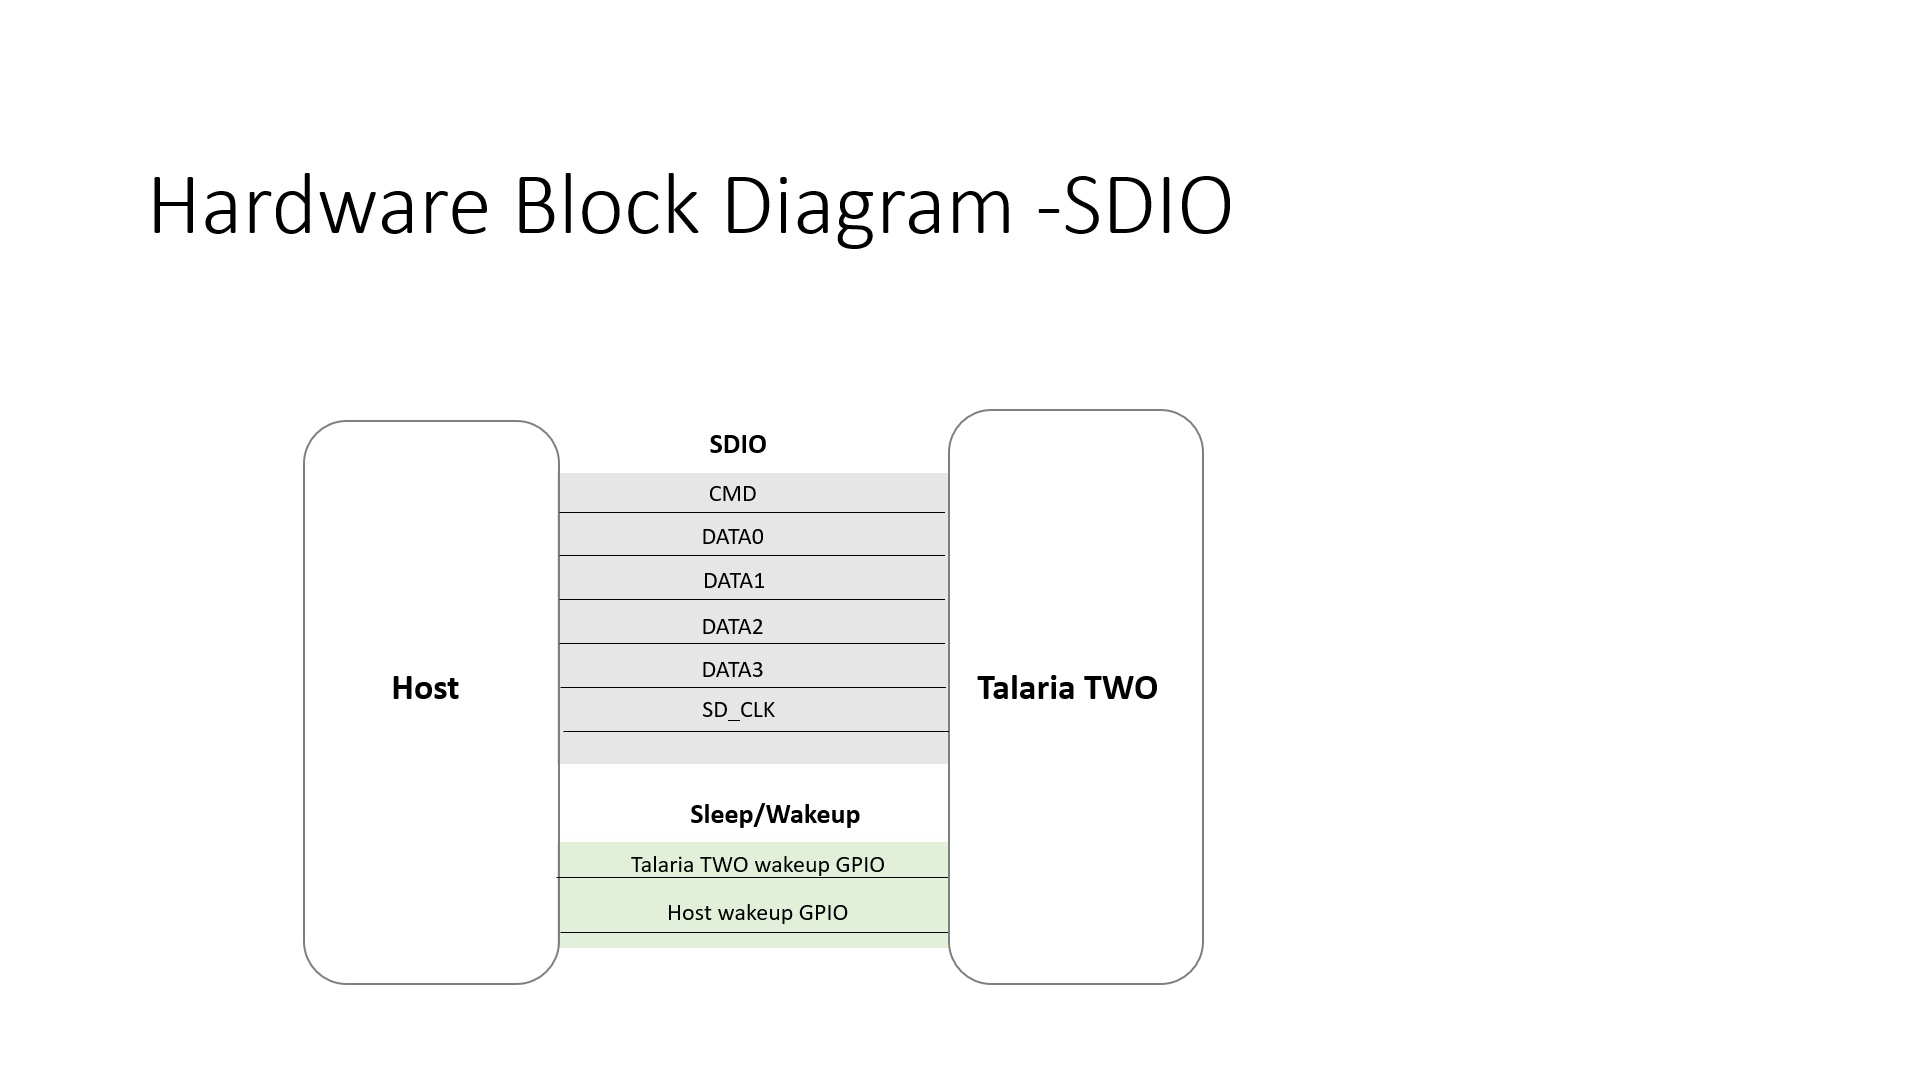 Hardware Block Diagram -SDIO
SDIO
CMD
DATA0
DATA1
DATA2
DATA3
SD_CLK
Host
Talaria TWO
Sleep/Wakeup
Talaria TWO wakeup GPIO
Host wakeup GPIO